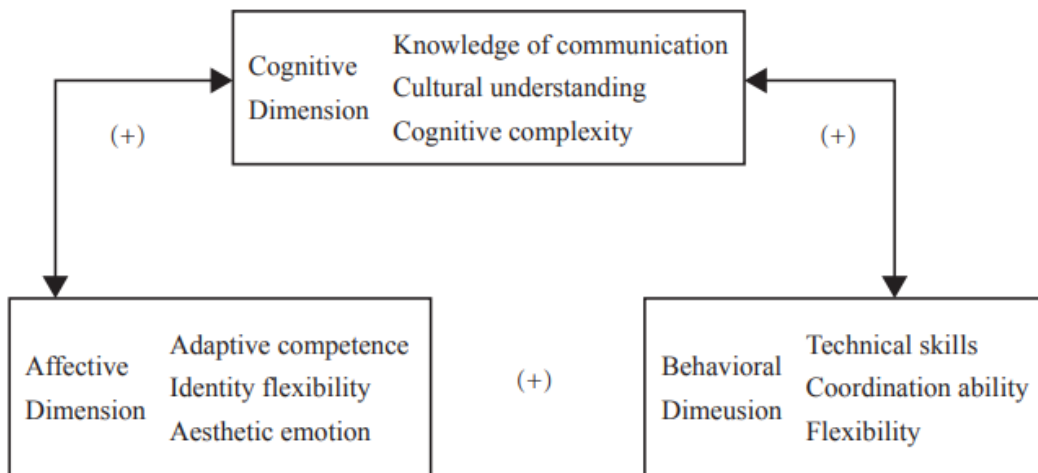 Cognitive
Dimension
Knowledge of communication
Cultural understanding
Cognitive complexity
(+)
(+)
Affective
Dimension
Adaptive competence
Identity flexibility
Aesthetic emotion
(+)
Behavioral
Dimeusion
Technical skills
Coordination ability
Flexibility